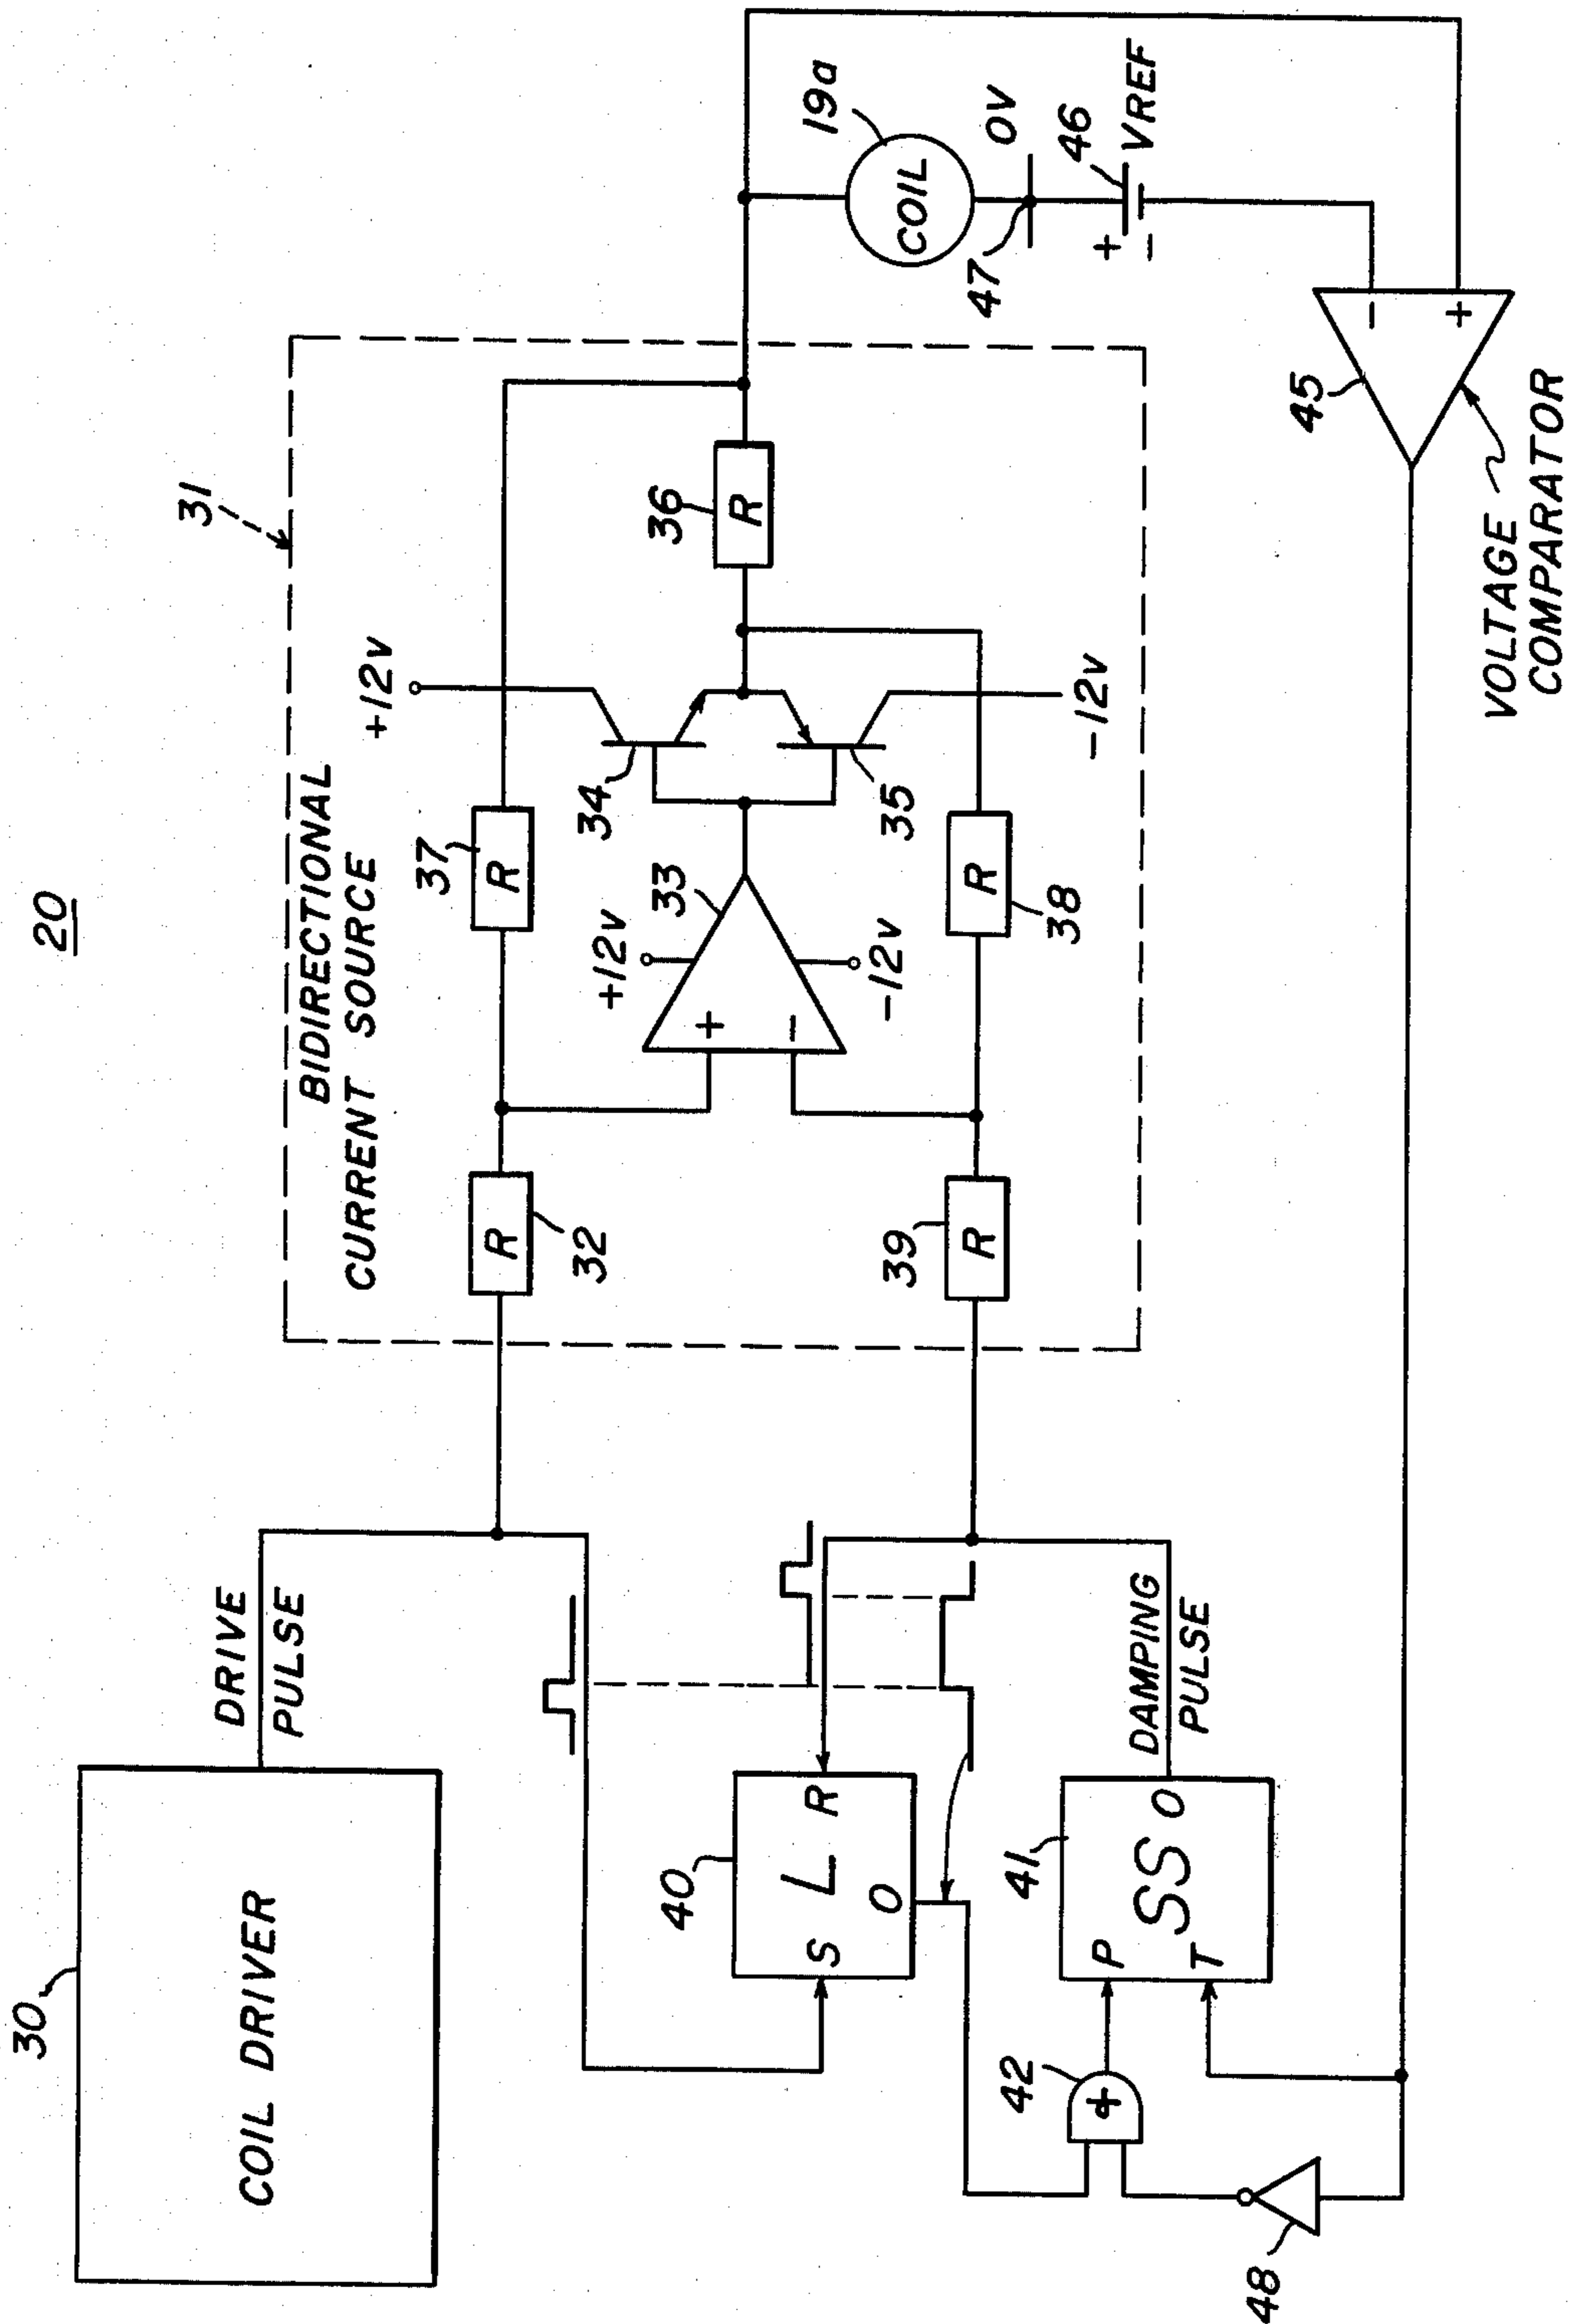 20
30
COIL DRIVER
DRIVE
PULSE
31
BIDIRECTIONAL
CURRENT SOURCE
+12v
37
R
32
R
+12v
33
+
−
−12v
34
35
36
R
38
R
39
R
−12v
19a
COIL
0V
47
46
+
−
VREF
40
S L R
O
41
P
SS
O
T
DAMPING
PULSE
42
&
48
45
−
+
VOLTAGE
COMPARATOR